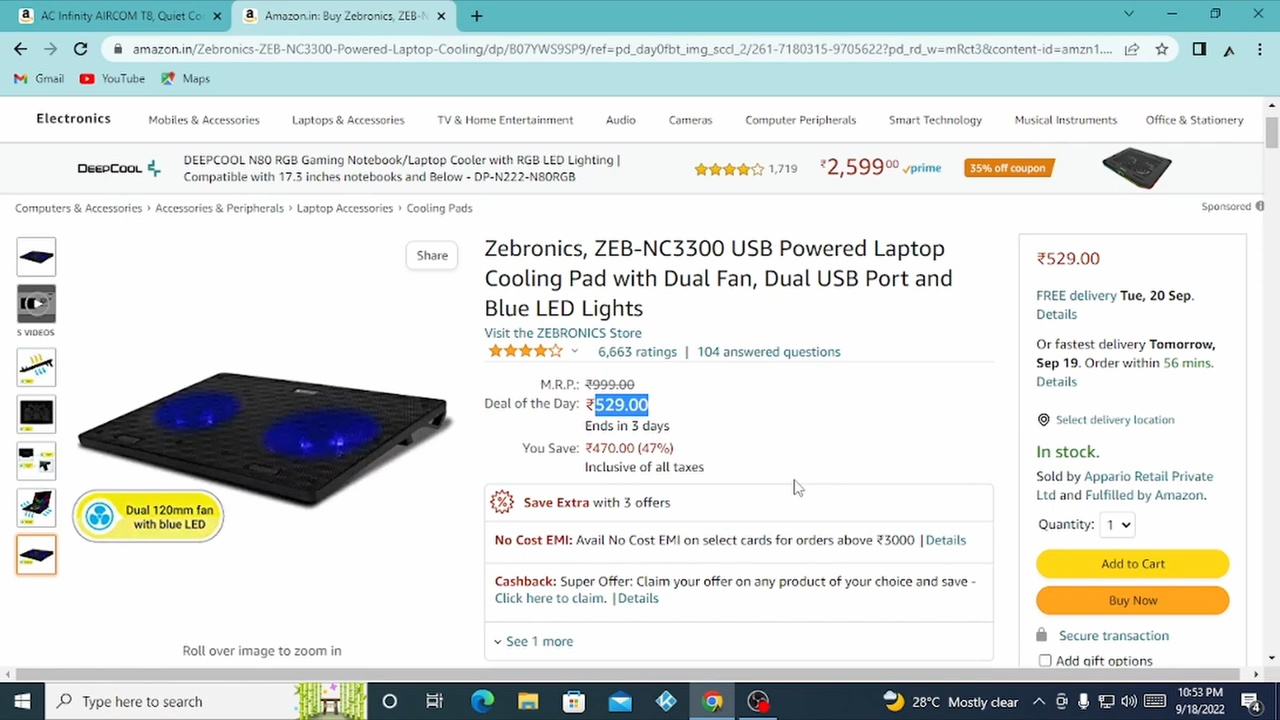 AC Infinity AIRCOM T8, Quiet Co
Amazon.in: Buy Zebronics, ZEB-N
amazon.in/Zebronics-ZEB-NC3300-Powered-Laptop-Cooling/dp/B07YWS9SP9/ref=pd_day0fbt_img_sccl_2/261-7180315-9705622?pd_rd_w=mRct3&content-id=amzn1....
Gmail YouTube Maps
Electronics Mobiles & Accessories Laptops & Accessories TV & Home Entertainment Audio Cameras Computer Peripherals Smart Technology Musical Instruments Office & Stationery
DEEPCOOL
DEEPCOOL N80 RGB Gaming Notebook/Laptop Cooler with RGB LED Lighting |
Compatible with 17.3 inches notebooks and Below - DP-N222-N80RGB
1,719 ₹2,599⁰⁰ prime 35% off coupon
Computers & Accessories › Accessories & Peripherals › Laptop Accessories › Cooling Pads
Sponsored
5 VIDEOS
Share
Dual 120mm fan
with blue LED
Roll over image to zoom in
Zebronics, ZEB-NC3300 USB Powered Laptop
Cooling Pad with Dual Fan, Dual USB Port and
Blue LED Lights
Visit the ZEBRONICS Store
6,663 ratings | 104 answered questions
M.R.P.: ₹999.00
Deal of the Day: ₹529.00
Ends in 3 days
You Save: ₹470.00 (47%)
Inclusive of all taxes
Save Extra with 3 offers
No Cost EMI: Avail No Cost EMI on select cards for orders above ₹3000 | Details
Cashback: Super Offer: Claim your offer on any product of your choice and save -
Click here to claim. | Details
See 1 more
₹529.00
FREE delivery Tue, 20 Sep.
Details
Or fastest delivery Tomorrow,
Sep 19. Order within 56 mins.
Details
Select delivery location
In stock.
Sold by Appario Retail Private
Ltd and Fulfilled by Amazon.
Quantity: 1
Add to Cart
Buy Now
Secure transaction
Add gift options
Type here to search
28°C Mostly clear
10:53 PM
9/18/2022
4